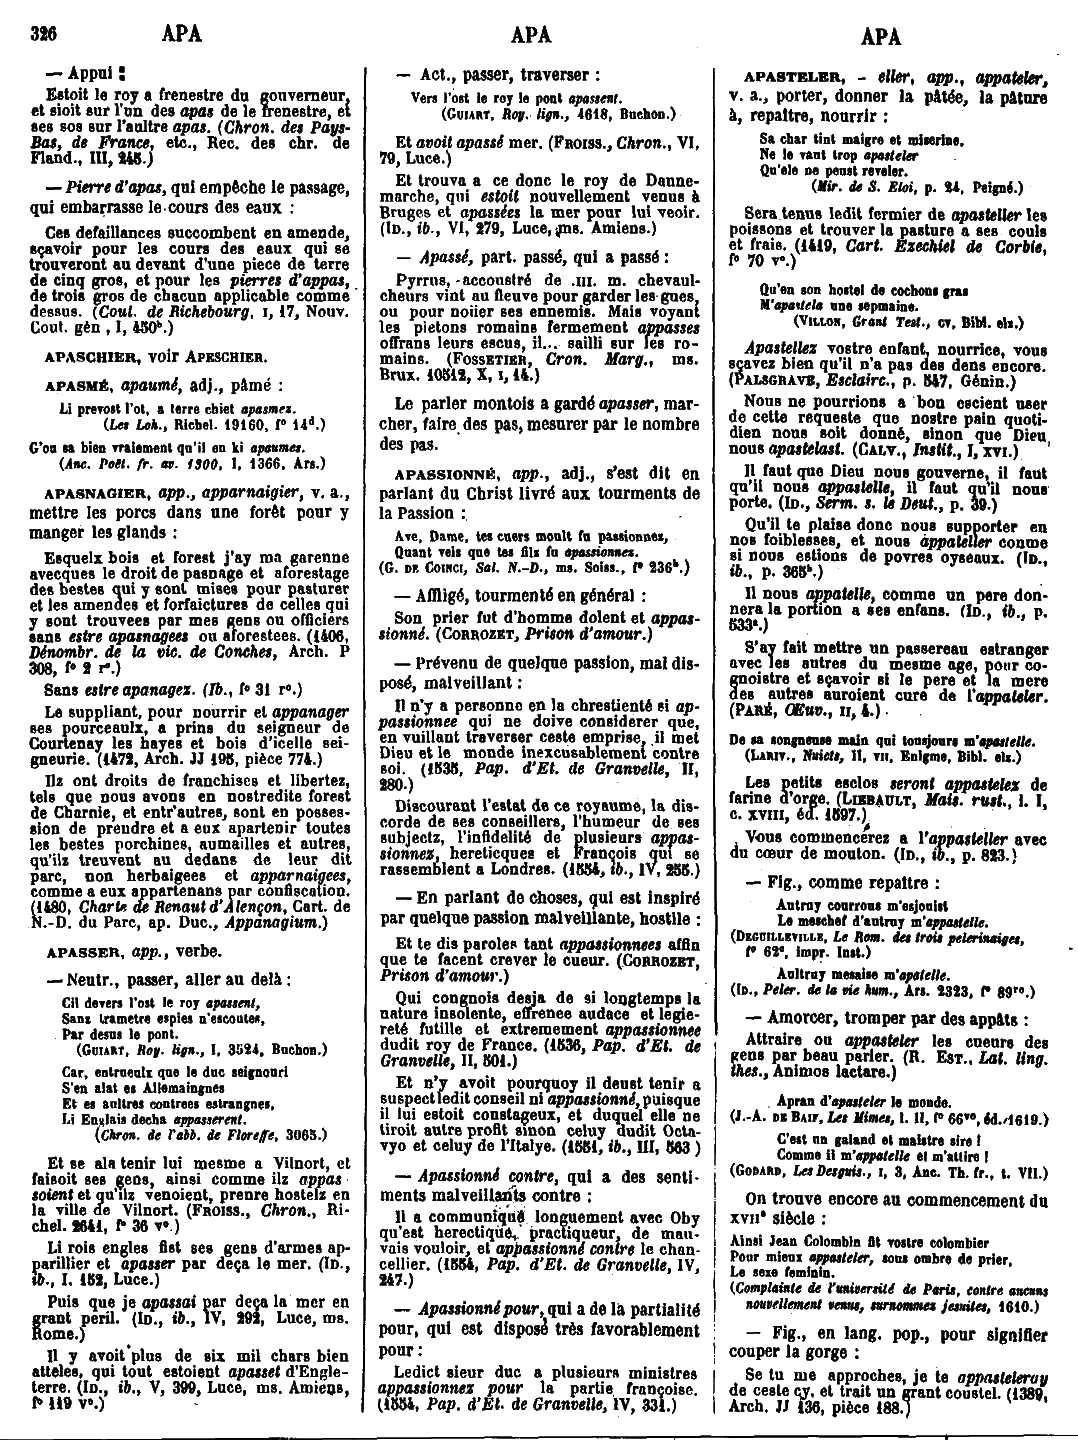 326 APA APA APA
— Appui :
Estoit le roy a frenestre du gouverneur,
et sioit sur l'un des apas de le frenestre, et
ses sos sur l'aultre apas. (Chron. des Pays-
Bas, de France, etc., Rec. des chr. de
Fland., III, 245.)
— Pierre d'apas, qui empêche le passage,
qui embarrasse le cours des eaux :
Ces defaillances succombent en amende,
sçavoir pour les cours des eaux qui se
trouveront au devant d'une piece de terre
de cinq gros, et pour les pierres d'appas,
de trois gros de chacun applicable comme
dessus. (Cout. de Richebourg, I, 17, Nouv.
Cout. gén , I, 450ᵇ.)
APASCHIER, voir APESCHIER.
APASMÉ, apaumé, adj., pâmé :
Li prevost l'ot, a terre chiet apasmez.
(Les Loh., Richel. 19160, f° 14ᵈ.)
G'ou sa bien vraiement qu'il en ki apaumes.
(Anc. Poët. fr. av. 1300, I, 1366, Ars.)
APASNAGIER, app., apparnaigier, v. a.,
mettre les porcs dans une forêt pour y
manger les glands :
Esquelx bois et forest j'ay ma garenne
avecques le droit de pasnage et aforestage
des bestes qui y sont mises pour pasturer
et les amendes et forfaictures de celles qui
y sont trouvees par mes gens ou officiers
sans estre apasnagees ou aforestees. (1406,
Dénombr. de la vic. de Conches, Arch. P
308, f° 2 r°.)
Sans estre apanagez. (Ib., f° 31 r°.)
Le suppliant, pour nourrir et appanager
ses pourceaulx, a prins du seigneur de
Courtenay les hayes et bois d'icelle sei-
gneurie. (1472, Arch. JJ 195, pièce 774.)
Ilz ont droits de franchises et libertez,
tels que nous avons en nostredite forest
de Charnie, et entr'autres, sont en posses-
sion de prendre et a eux apartenir toutes
les bestes porchines, aumailles et autres,
qu'ilz treuvent au dedans de leur dit
parc, non herbaigees et apparnaigees,
comme a eux appartenans par confiscation.
(1480, Charte de Renaut d'Alençon, Cart. de
N.-D. du Parc, ap. Duc., Appanagium.)
APASSER, app., verbe.
— Neutr., passer, aller au delà :
Cil devers l'ost le roy apassent,
Sanz trametre espies n'escoutes,
Par desus le pont.
(GUIART, Roy. lign., I, 3524, Buchon.)
Car, entrueulx que le duc seignouri
S'en alat es Allemaingnes
Et es aultres contrees estrangnes,
Li Englais decha appasserent.
(Chron. de l'abb. de Floreffe, 3065.)
Et se ala tenir lui mesme a Vilnort, et
faisoit ses gens, ainsi comme ilz apas
soient et qu'ilz venoient, prenre hostelz en
la ville de Vilnort. (FROISS., Chron., Ri-
chel. 2641, f° 36 v°.)
Li rois engles fist ses gens d'armes ap-
parillier et apasser par deça le mer. (ID.,
ib., I. 152, Luce.)
Puis que je apassai par deça la mer en
grant peril. (ID., ib., IV, 292, Luce, ms.
Rome.)
Il y avoit plus de six mil chars bien
attelés, qui tout estoient apasset d'Engle-
terre. (ID., ib., V, 399, Luce, ms. Amiens,
f° 119 v°.)
— Act., passer, traverser :
Vers l'ost le roy le pont apassent.
(GUIART, Roy. lign., 4618, Buchon.)
Et avoit apassé mer. (FROISS., Chron., VI,
79, Luce.)
Et trouva a ce donc le roy de Danne-
marche, qui estoit nouvellement venus à
Bruges et apassées la mer pour lui veoir.
(ID., ib., VI, 279, Luce, ms. Amiens.)
— Apassé, part. passé, qui a passé :
Pyrrus, accoustré de .III. m. chevaul-
cheurs vint au fleuve pour garder les gues,
ou pour noiier ses ennemis. Mais voyant
les pietons romains fermement appasses
offrans leurs escus, il... sailli sur les ro-
mains. (FOSSETIER, Cron. Marg., ms.
Brux. 10512, X, I, 14.)
Le parler montois a gardé apasser, mar-
cher, faire des pas, mesurer par le nombre
des pas.
APASSIONNÉ, app., adj., s'est dit en
parlant du Christ livré aux tourments de
la Passion :
Ave, Dame, tes cuers moult fu passionnez,
Quant veis que tes filz fu apassionnez.
(G. DE COINCI, Sal. N.-D., ms. Soiss., f° 236ᵇ.)
— Affligé, tourmenté en général :
Son prier fut d'homme dolent et appas-
sionné. (CORROZET, Prison d'amour.)
— Prévenu de quelque passion, mal dis-
posé, malveillant :
Il n'y a personne en la chrestienté si ap-
passionnee qui ne doive considerer que,
en vuillant traverser ceste emprise, il met
Dieu et le monde inexcusablement contre
soi. (1535, Pap. d'Et. de Granvelle, II,
280.)
Discourant l'estat de ce royaume, la dis-
corde de ses conseillers, l'humeur de ses
subjectz, l'infidelité de plusieurs appas-
sionnez, hereticques et François qui se
rassemblent a Londres. (1554, ib., IV, 255.)
— En parlant de choses, qui est inspiré
par quelque passion malveillante, hostile :
Et te dis paroles tant appassionnees affin
que te facent crever le cueur. (CORROZET,
Prison d'amour.)
Qui congnois desja de si longtemps la
nature insolente, effrenee audace et legie-
reté futille et extremement appassionnee
dudit roy de France. (1536, Pap. d'Et. de
Granvelle, II, 501.)
Et n'y avoit pourquoy il deust tenir a
suspect ledit conseil ni appassionné, puisque
il lui estoit constageux, et duquel elle ne
tiroit autre profit sinon celuy dudit Octa-
vyo et celuy de l'Italye. (1551, ib., III, 563 )
— Apassionné contre, qui a des senti-
ments malveillants contre :
Il a communiqué longuement avec Oby
qu'est herectique, practiqueur, de mau-
vais vouloir, et appassionné contre le chan-
cellier. (1554, Pap. d'Et. de Granvelle, IV,
247.)
— Apassionné pour, qui a de la partialité
pour, qui est disposé très favorablement
pour :
Ledict sieur duc a plusieurs ministres
appassionnez pour la partie françoise.
(1554, Pap. d'Et. de Granvelle, IV, 331.)
APASTELER, - eller, app., appateler,
v. a., porter, donner la pâtée, la pâture
à, repaître, nourrir :
Sa char tint maigre et miserine,
Ne le vant trop apasteler
Qu'ele ne peust reveler.
(Mir. de S. Eloi, p. 24, Peigné.)
Sera tenus ledit fermier de apasteller les
poissons et trouver la pasture a ses couls
et frais. (1419, Cart. Ezechiel de Corbie,
f° 70 v°.)
Qu'en son hostel de cochons gras
M'apastela une sepmaine.
(VILLON, Grant Test., CV, Bibl. elz.)
Apastellez vostre enfant, nourrice, vous
sçavez bien qu'il n'a pas des dens encore.
(PALSGRAVE, Esclairc., p. 547, Génin.)
Nous ne pourrions a bon escient user
de cette requeste que nostre pain quoti-
dien nous soit donné, sinon que Dieu
nous apastelast. (CALV., Instit., I, XVI.)
Il faut que Dieu nous gouverne, il faut
qu'il nous appastelle, il faut qu'il nous
porte. (ID., Serm. s. le Deut., p. 39.)
Qu'il te plaise donc nous supporter en
nos foiblesses, et nous appateller comme
si nous estions de povres oyseaux. (ID.,
ib., p. 365ᵇ.)
Il nous appatelle, comme un pere don-
nera la portion a ses enfans. (ID., ib., p.
533ᵃ.)
S'ay fait mettre un passereau estranger
avec les autres du mesme age, pour co-
gnoistre et sçavoir si le pere et la mere
des autres auroient curé de l'appateler.
(PARÉ, Œuv., II, 4.)
De sa songneuse main qui tousjours m'apastelle.
(LARIV., Nuicts, II, VII, Enigme, Bibl. elz.)
Les petits esclos seront appastelez de
farine d'orge. (LIEBAULT, Mais. rust., l. I,
c. XVIII, éd. 1597.)
Vous commencerez a l'appasteller avec
du cœur de mouton. (ID., ib., p. 823.)
— Fig., comme repaître :
Autruy courrous m'esjouist
Le meschef d'autruy m'appastelle.
(DEGUILLEVILLE, Le Rom. des trois pelerinaiges,
f° 62ᵃ, impr. Inst.)
Aultruy mesaise m'apatelle.
(ID., Peler. de la vie hum., Ars. 2323, f° 89ʳᵒ.)
— Amorcer, tromper par des appâts :
Attraire ou appasteler les cueurs des
gens par beau parler. (R. EST., Lat. ling.
thes., Animos lactare.)
Apran d'apasteler le monde.
(J.-A. DE BAIF, Les Mimes, l. II, f° 66ᵛᵒ, éd. 1619.)
C'est un galand et maistre sire !
Comme il m'appatelle et m'attire !
(GODARD, Les Desguis., I, 3, Anc. Th. fr., t. VII.)
On trouve encore au commencement du
XVIIᵉ siècle :
Ainsi Jean Colombin fit vostre colombier
Pour mieux appasteler, sous ombre de prier,
Le sexe feminin.
(Complainte de l'université de Paris, contre aucuns
nouvellement venus, surnommez jesuites, 1610.)
— Fig., en lang. pop., pour signifier
couper la gorge :
Se tu me approches, je te appasteleray
de ceste cy, et trait un grant coustel. (1389,
Arch. JJ 136, pièce 188.)